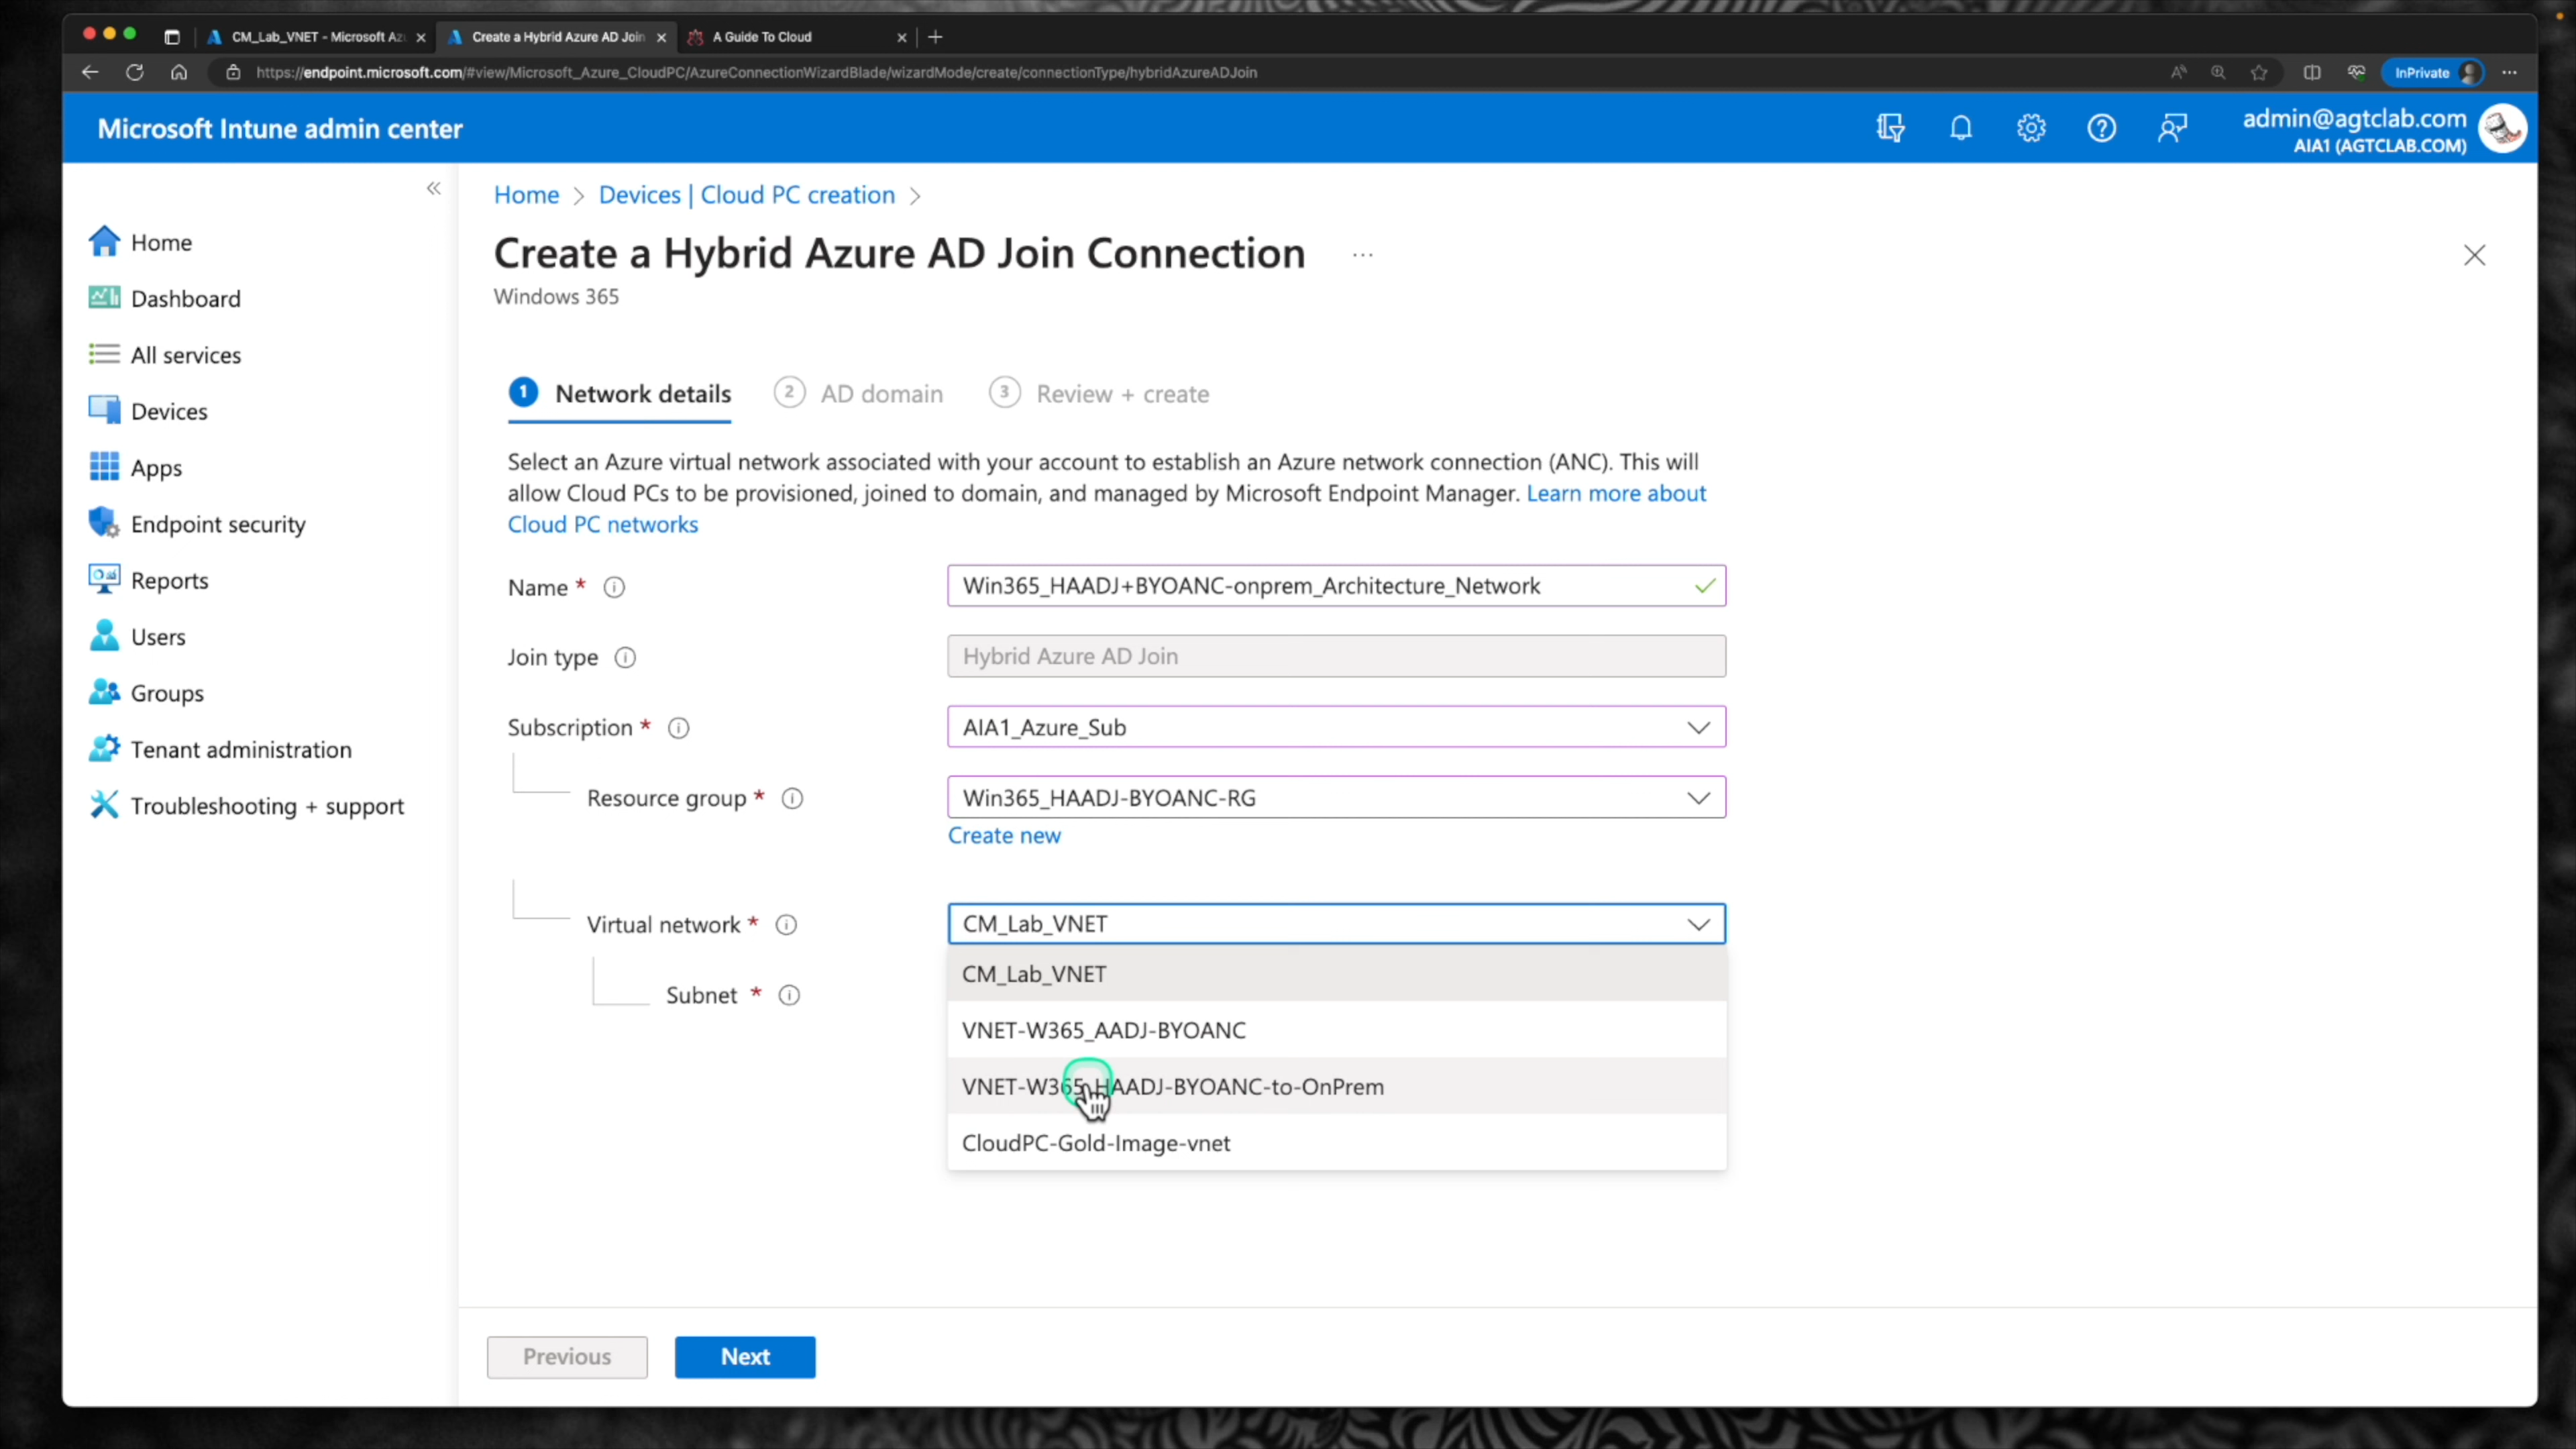 CM_Lab_VNET - Microsoft Az
Create a Hybrid Azure AD Join
A Guide To Cloud
https://endpoint.microsoft.com/#view/Microsoft_Azure_CloudPC/AzureConnectionWizardBlade/wizardMode/create/connectionType/hybridAzureADJoin
InPrivate
Microsoft Intune admin center
admin@agtclab.com
AIA1 (AGTCLAB.COM)
Home
Dashboard
All services
Devices
Apps
Endpoint security
Reports
Users
Groups
Tenant administration
Troubleshooting + support
Home > Devices | Cloud PC creation >
Create a Hybrid Azure AD Join Connection ...
Windows 365
1 Network details
2 AD domain
3 Review + create
Select an Azure virtual network associated with your account to establish an Azure network connection (ANC). This will
allow Cloud PCs to be provisioned, joined to domain, and managed by Microsoft Endpoint Manager. Learn more about
Cloud PC networks
Name *
Win365_HAADJ+BYOANC-onprem_Architecture_Network
Join type
Hybrid Azure AD Join
Subscription *
AIA1_Azure_Sub
Resource group *
Win365_HAADJ-BYOANC-RG
Create new
Virtual network *
CM_Lab_VNET
Subnet *
CM_Lab_VNET
VNET-W365_AADJ-BYOANC
VNET-W365_HAADJ-BYOANC-to-OnPrem
CloudPC-Gold-Image-vnet
Previous
Next